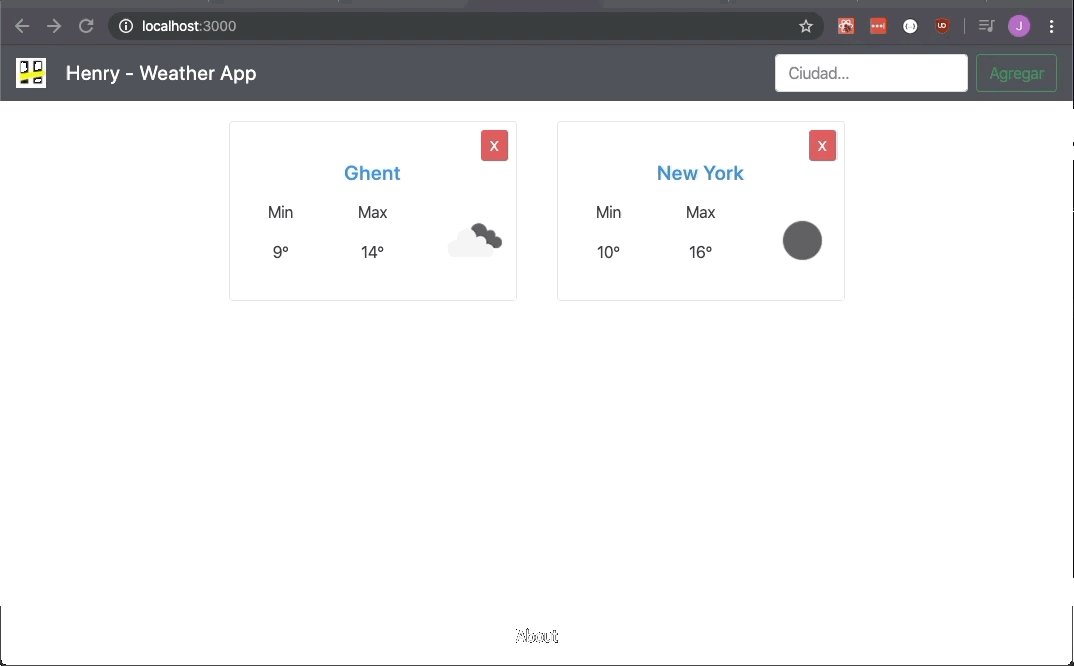 localhost:3000
Henry - Weather App
Ciudad...
Agregar
X
X
Ghent
New York
Min Max
Min Max
9° 14°
10° 16°
About
J
UD